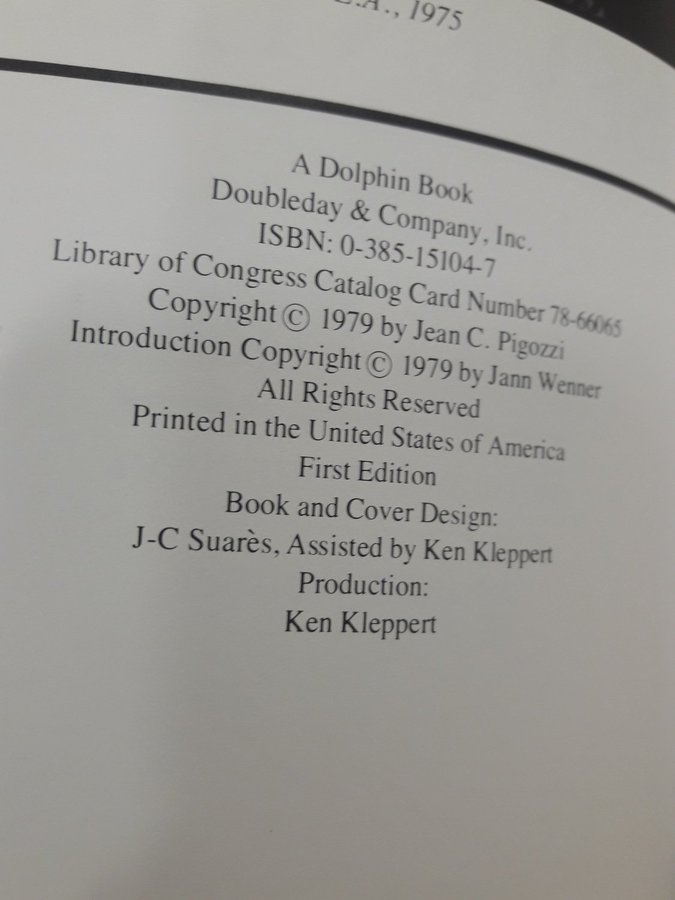 L.A., 1975
A Dolphin Book
Doubleday & Company, Inc.
ISBN: 0-385-15104-7
Library of Congress Catalog Card Number 78-66065
Copyright © 1979 by Jean C. Pigozzi
Introduction Copyright © 1979 by Jann Wenner
All Rights Reserved
Printed in the United States of America
First Edition
Book and Cover Design:
J-C Suarès, Assisted by Ken Kleppert
Production:
Ken Kleppert